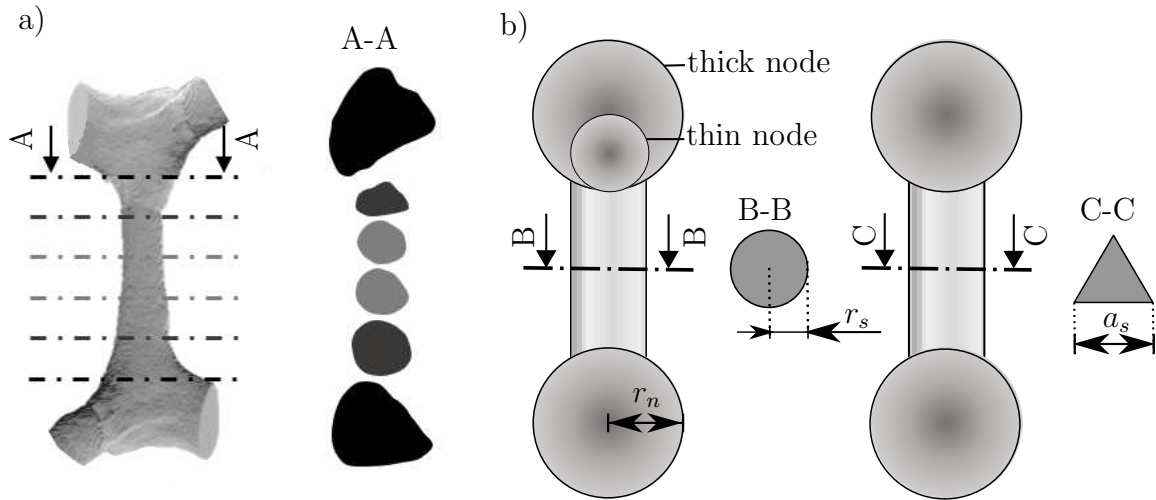 a)
A-A
A
A
b)
thick node
thin node
B
B
B-B
r_s
r_n
C
C
C-C
a_s